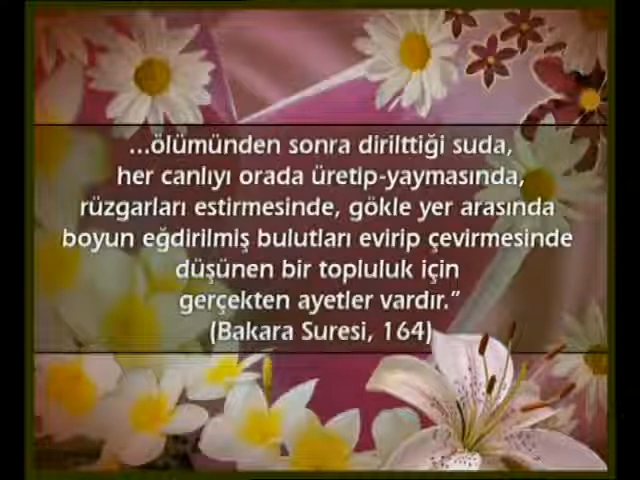 ...ölümünden sonra dirilttiği suda,
her canlıyı orada üretip-yaymasında,
rüzgarları estirmesinde, gökle yer arasında
boyun eğdirilmiş bulutları evirip çevirmesinde
düşünen bir topluluk için
gerçekten ayetler vardır.”
(Bakara Suresi, 164)